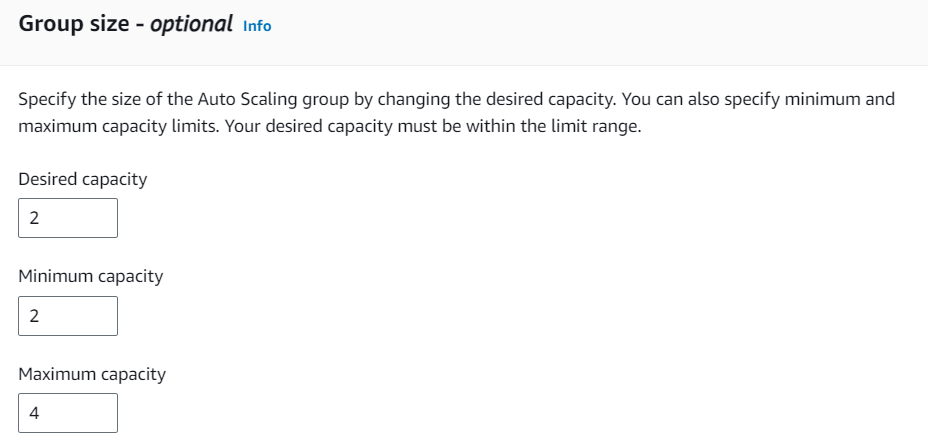 Group size - optional Info
Specify the size of the Auto Scaling group by changing the desired capacity. You can also specify minimum and
maximum capacity limits. Your desired capacity must be within the limit range.
Desired capacity
2
Minimum capacity
2
Maximum capacity
4